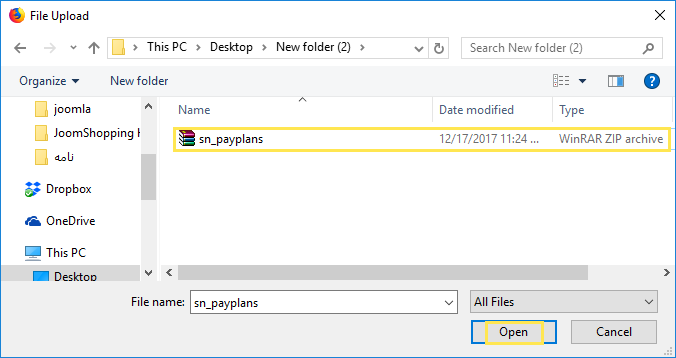 File Upload
This PC > Desktop > New folder (2) >
Search New folder (2)
Organize
New folder
joomla
JoomShopping
نامه
Dropbox
OneDrive
This PC
Desktop
Name
Date modified
Type
sn_payplans
12/17/2017 11:24 ...
WinRAR ZIP archive
File name:
sn_payplans
All Files
Open
Cancel